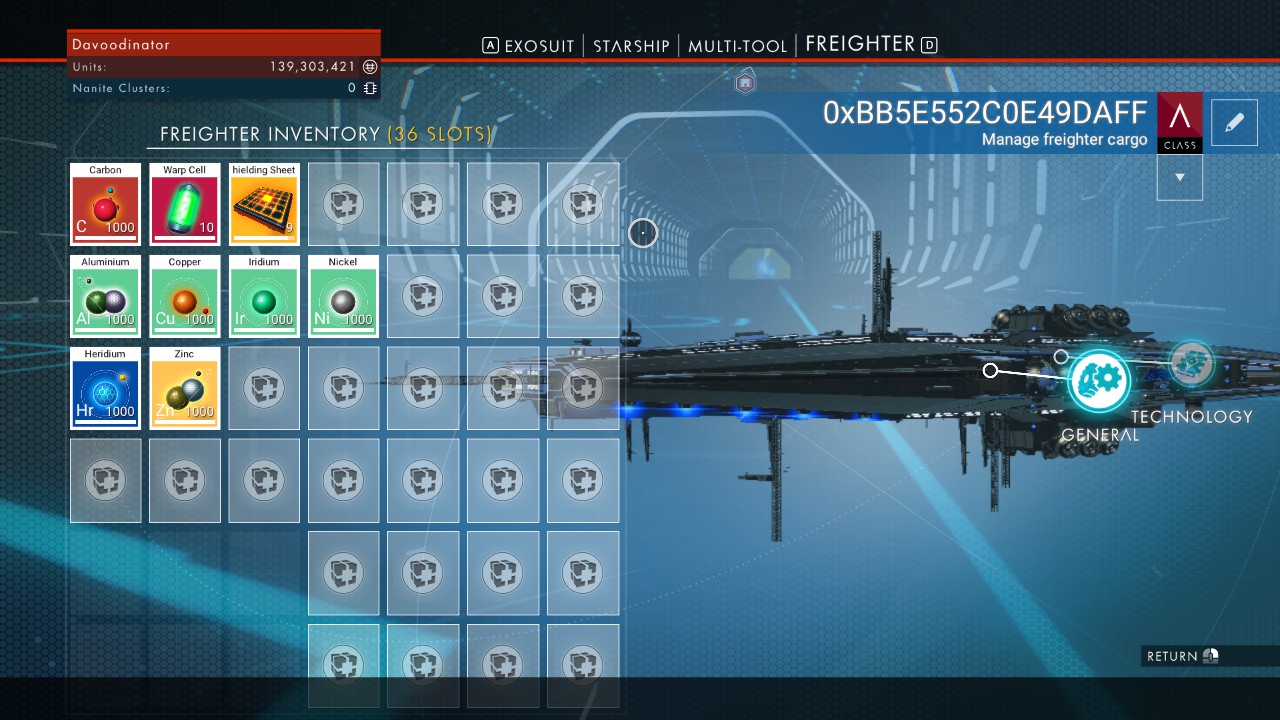 Davoodinator
Units: 139,303,421
Nanite Clusters: 0
A EXOSUIT STARSHIP MULTI-TOOL FREIGHTER D
0xBB5E552C0E49DAFF
Manage freighter cargo
Λ
CLASS
FREIGHTER INVENTORY (36 SLOTS)
Carbon Warp Cell hielding Sheet
C 1000 10 9
Aluminium Copper Iridium Nickel
Al 1000 Cu 1000 Ir 1000 Ni 1000
Heridium Zinc
Hr 1000 Zn 1000
TECHNOLOGY
GENERAL
RETURN